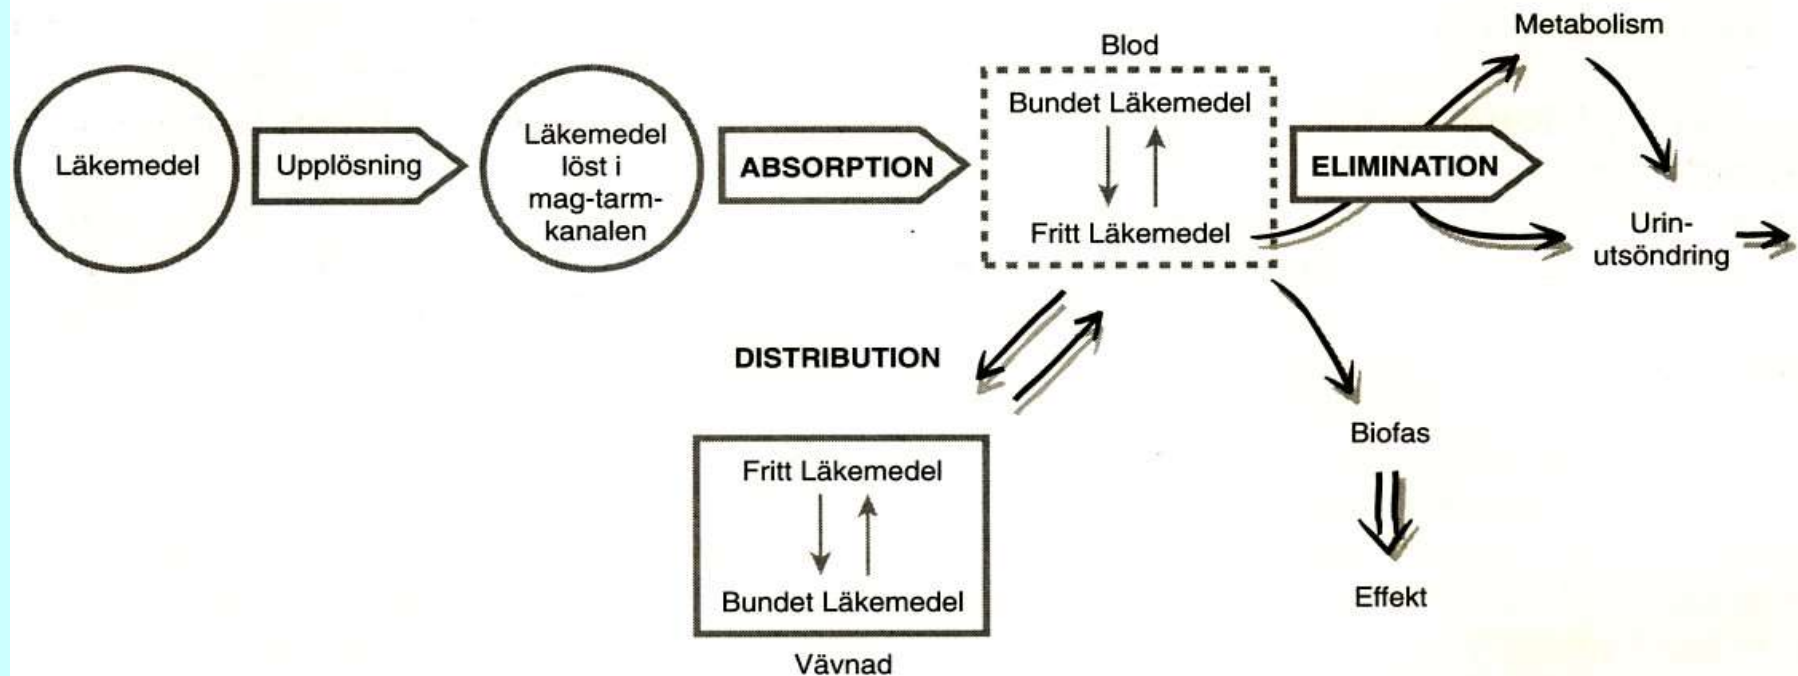 Läkemedel
Upplösning
Läkemedel
löst i
mag-tarm-
kanalen
ABSORPTION
Blod
Bundet Läkemedel
Fritt Läkemedel
ELIMINATION
Metabolism
Urin-
utsöndring
DISTRIBUTION
Fritt Läkemedel
Bundet Läkemedel
Vävnad
Biofas
Effekt